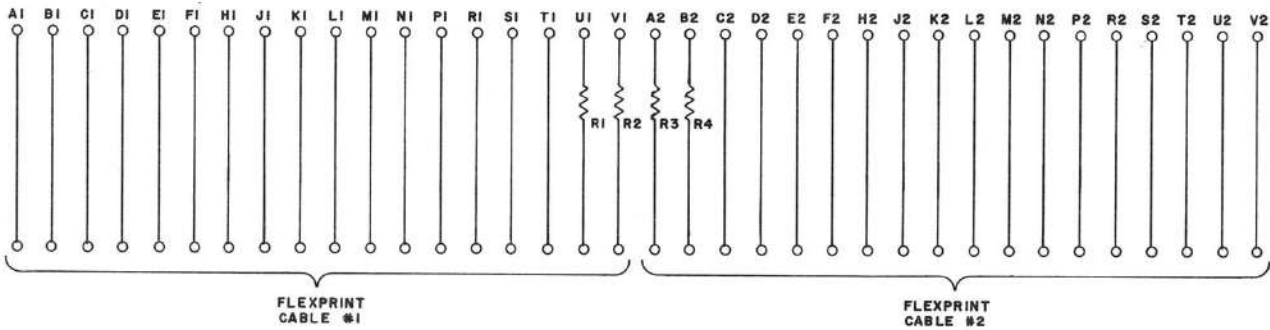 A1 B1 C1 D1 E1 F1 H1 J1 K1 L1 M1 N1 P1 R1 S1 T1 U1 V1 A2 B2 C2 D2 E2 F2 H2 J2 K2 L2 M2 N2 P2 R2 S2 T2 U2 V2
R1 R2 R3 R4
FLEXPRINT
CABLE #1
FLEXPRINT
CABLE #2